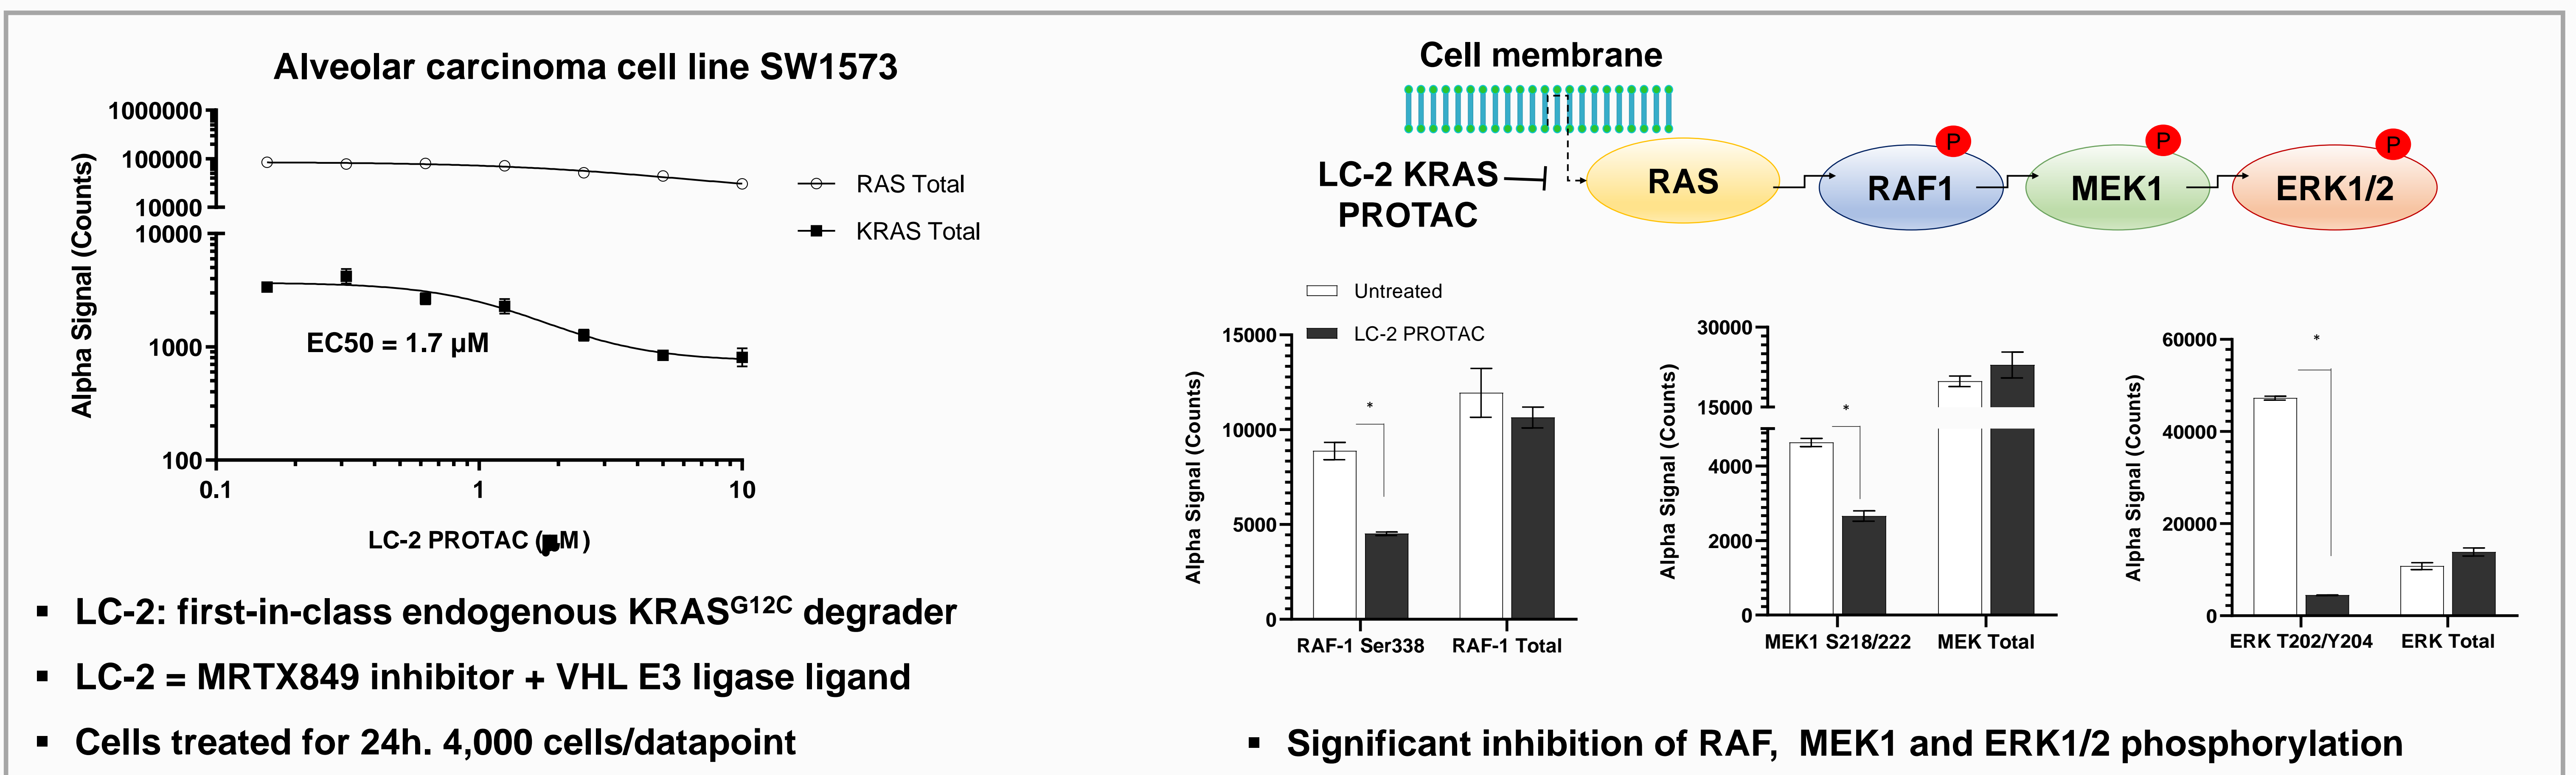 Alveolar carcinoma cell line SW1573
Alpha Signal (Counts)
1000000
100000
10000
10000
1000
100
0.1
1
10
EC50 = 1.7 µM
LC-2 PROTAC (µM)
RAS Total
KRAS Total
▪ LC-2: first-in-class endogenous KRASG12C degrader
▪ LC-2 = MRTX849 inhibitor + VHL E3 ligase ligand
▪ Cells treated for 24h. 4,000 cells/datapoint
Cell membrane
LC-2 KRAS
PROTAC
RAS
P
RAF1
P
MEK1
P
ERK1/2
Untreated
LC-2 PROTAC
Alpha Signal (Counts)
15000
10000
5000
0
*
RAF-1 Ser338
RAF-1 Total
Alpha Signal (Counts)
30000
15000
4000
2000
0
*
MEK1 S218/222
MEK Total
Alpha Signal (Counts)
60000
40000
20000
0
*
ERK T202/Y204
ERK Total
▪ Significant inhibition of RAF, MEK1 and ERK1/2 phosphorylation